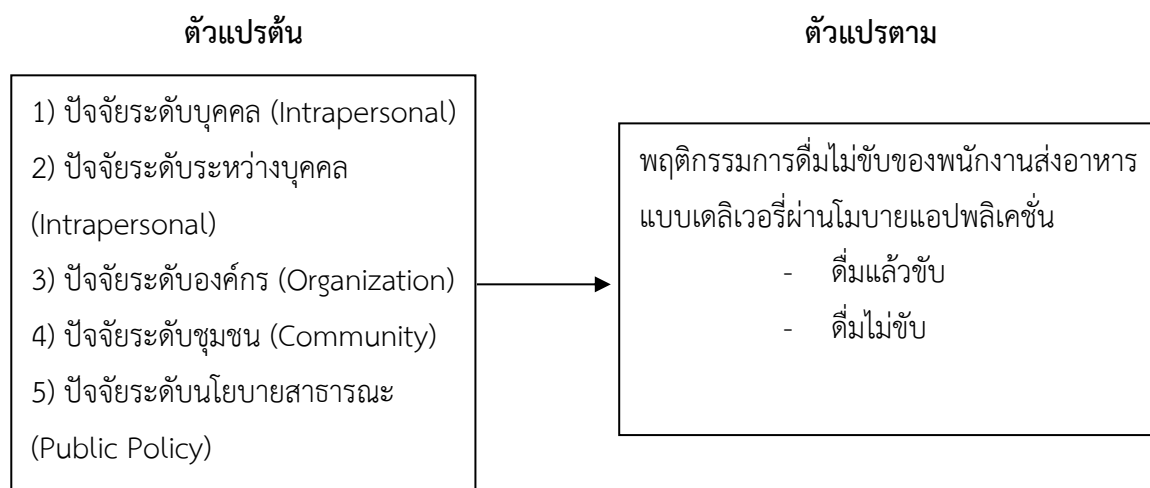 ตัวแปรต้น
ตัวแปรตาม
1) ปัจจัยระดับบุคคล (Intrapersonal)
2) ปัจจัยระดับระหว่างบุคคล
(Intrapersonal)
3) ปัจจัยระดับองค์กร (Organization)
4) ปัจจัยระดับชุมชน (Community)
5) ปัจจัยระดับนโยบายสาธารณะ
(Public Policy)
พฤติกรรมการดื่มไม่ขับของพนักงานส่งอาหาร
แบบเดลิเวอรี่ผ่านโมบายแอปพลิเคชั่น
- ดื่มแล้วขับ
- ดื่มไม่ขับ